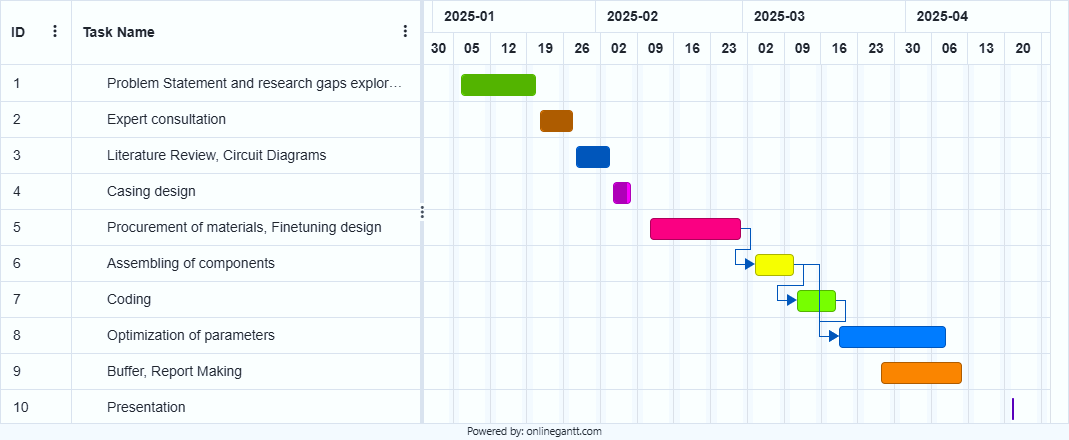 ID Task Name 2025-01 2025-02 2025-03 2025-04
30 05 12 19 26 02 09 16 23 02 09 16 23 30 06 13 20
1 Problem Statement and research gaps explor...
2 Expert consultation
3 Literature Review, Circuit Diagrams
4 Casing design
5 Procurement of materials, Finetuning design
6 Assembling of components
7 Coding
8 Optimization of parameters
9 Buffer, Report Making
10 Presentation
Powered by: onlinegantt.com